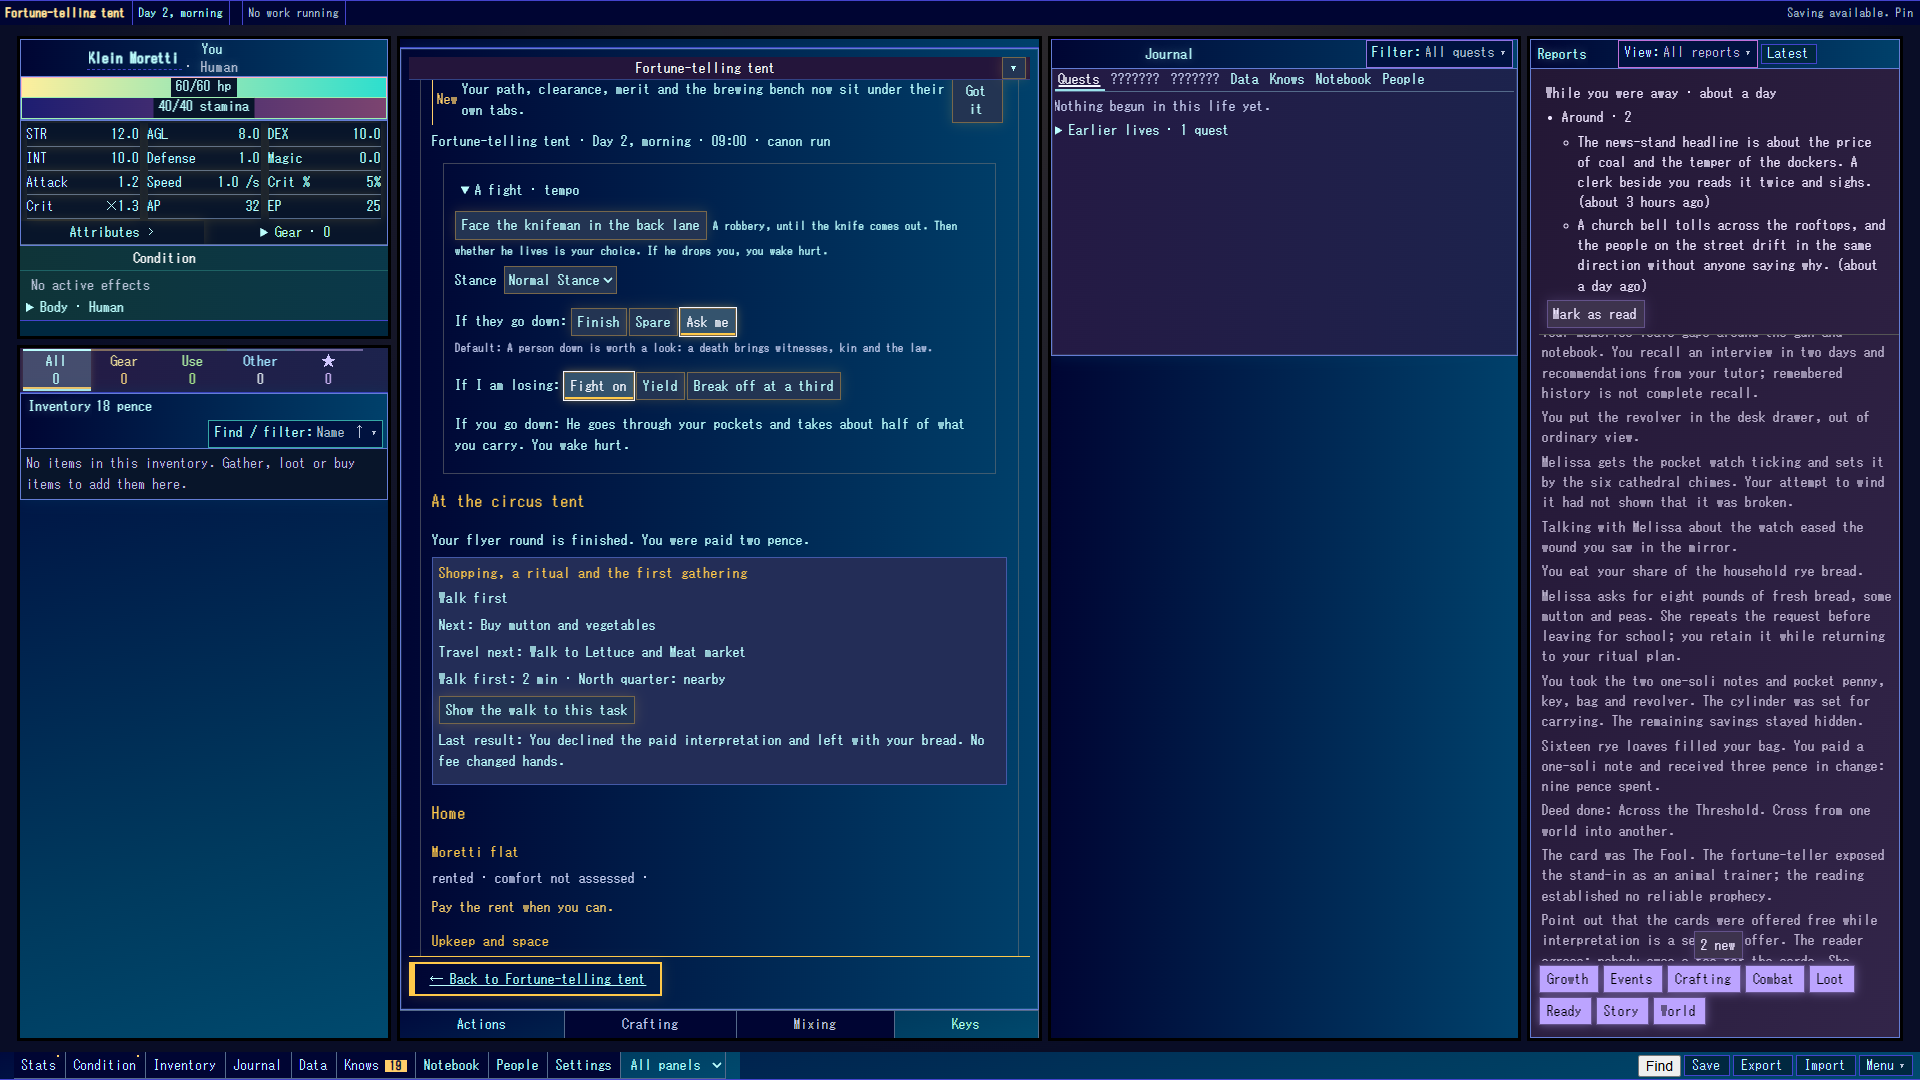 Fortune-telling tent
Day 2, morning
No work running
Saving available. Pin
Klein Moretti · You
Human
60/60 hp
40/40 stamina
STR 12.0 AGL 8.0 DEX 10.0
INT 10.0 Defense 1.0 Magic 0.0
Attack 1.2 Speed 1.0 /s Crit % 5%
Crit ×1.3 AP 32 EP 25
Attributes >
▶ Gear · 0
Condition
No active effects
▶ Body · Human
All Gear Use Other ★
0 0 0 0 0
Inventory 18 pence
Find / filter: Name ↑ ▾
No items in this inventory. Gather, loot or buy
items to add them here.
Fortune-telling tent
▾
New
Your path, clearance, merit and the brewing bench now sit under their
own tabs.
Got
it
Fortune-telling tent · Day 2, morning · 09:00 · canon run
▼ A fight · tempo
Face the knifeman in the back lane A robbery, until the knife comes out. Then
whether he lives is your choice. If he drops you, you wake hurt.
Stance Normal Stance
If they go down: Finish Spare Ask me
Default: A person down is worth a look: a death brings witnesses, kin and the law.
If I am losing: Fight on Yield Break off at a third
If you go down: He goes through your pockets and takes about half of what
you carry. You wake hurt.
At the circus tent
Your flyer round is finished. You were paid two pence.
Shopping, a ritual and the first gathering
Walk first
Next: Buy mutton and vegetables
Travel next: Walk to Lettuce and Meat market
Walk first: 2 min · North quarter: nearby
Show the walk to this task
Last result: You declined the paid interpretation and left with your bread. No
fee changed hands.
Home
Moretti flat
rented · comfort not assessed ·
Pay the rent when you can.
Upkeep and space
← Back to Fortune-telling tent
Actions Crafting Mixing Keys
Journal
Filter: All quests ▾
Quests ??????? ??????? Data Knows Notebook People
Nothing begun in this life yet.
▶ Earlier lives · 1 quest
Reports
View: All reports ▾
Latest
While you were away · about a day
• Around · 2
The news-stand headline is about the price
of coal and the temper of the dockers. A
clerk beside you reads it twice and sighs.
(about 3 hours ago)
A church bell tolls across the rooftops, and
the people on the street drift in the same
direction without anyone saying why. (about
a day ago)
Mark as read
notebook. You recall an interview in two days and
recommendations from your tutor; remembered
history is not complete recall.
You put the revolver in the desk drawer, out of
ordinary view.
Melissa gets the pocket watch ticking and sets it
by the six cathedral chimes. Your attempt to wind
it had not shown that it was broken.
Talking with Melissa about the watch eased the
wound you saw in the mirror.
You eat your share of the household rye bread.
Melissa asks for eight pounds of fresh bread, some
mutton and peas. She repeats the request before
leaving for school; you retain it while returning
to your ritual plan.
You took the two one-soli notes and pocket penny,
key, bag and revolver. The cylinder was set for
carrying. The remaining savings stayed hidden.
Sixteen rye loaves filled your bag. You paid a
one-soli note and received three pence in change:
nine pence spent.
Deed done: Across the Threshold. Cross from one
world into another.
The card was The Fool. The fortune-teller exposed
the stand-in as an animal trainer; the reading
established no reliable prophecy.
Point out that the cards were offered free while
interpretation is a offer. The reader
2 new
Growth Events Crafting Combat Loot
Ready Story World
Stats Condition Inventory Journal Data Knows 19 Notebook People Settings All panels
Find Save Export Import Menu ▾